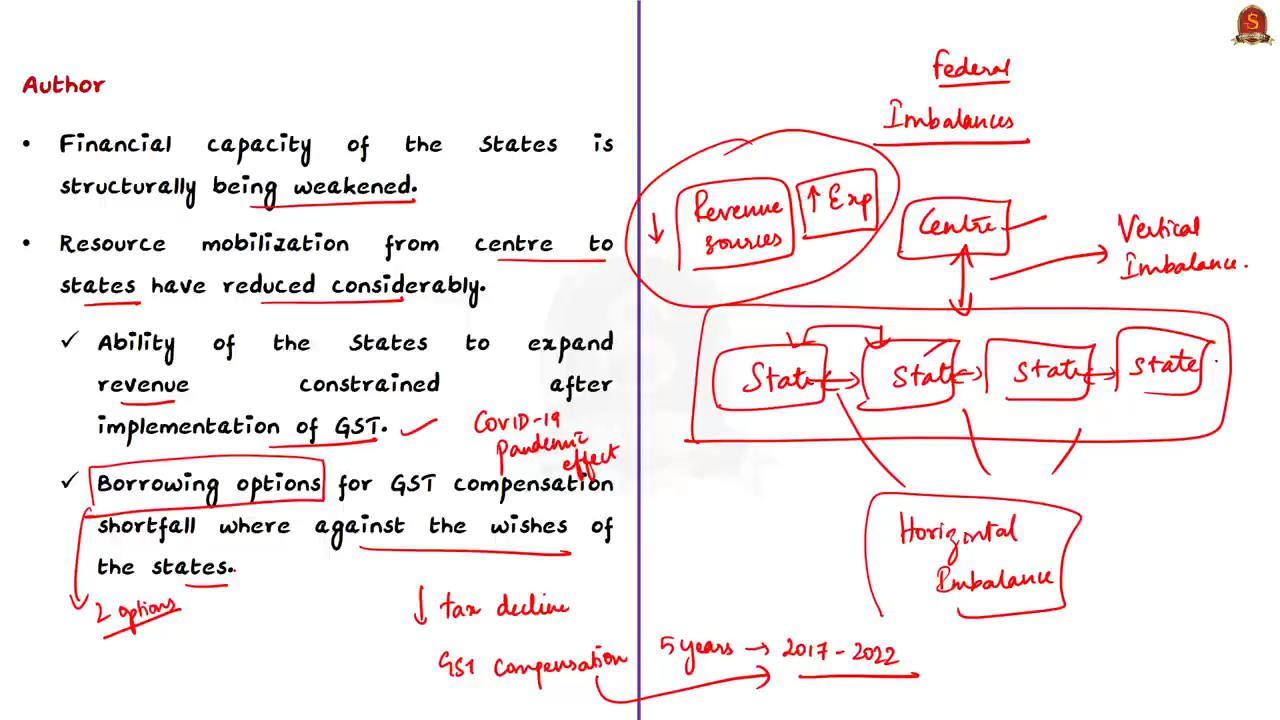 Author
• Financial capacity of the States is
structurally being weakened.
• Resource mobilization from centre to
states have reduced considerably.
✓ Ability of the States to expand
revenue constrained after
implementation of GST.
✓ Borrowing options for GST compensation
shortfall where against the wishes of
the states.
COVID-19
Pandemic
effect
2 options
↓ tax decline
GST Compensation
5 years → 2017-2022
Federal
Imbalances
↓ Revenue
sources
↑ Exp
Centre
Vertical
Imbalance.
State
State
State
State
Horizontal
Imbalance
S